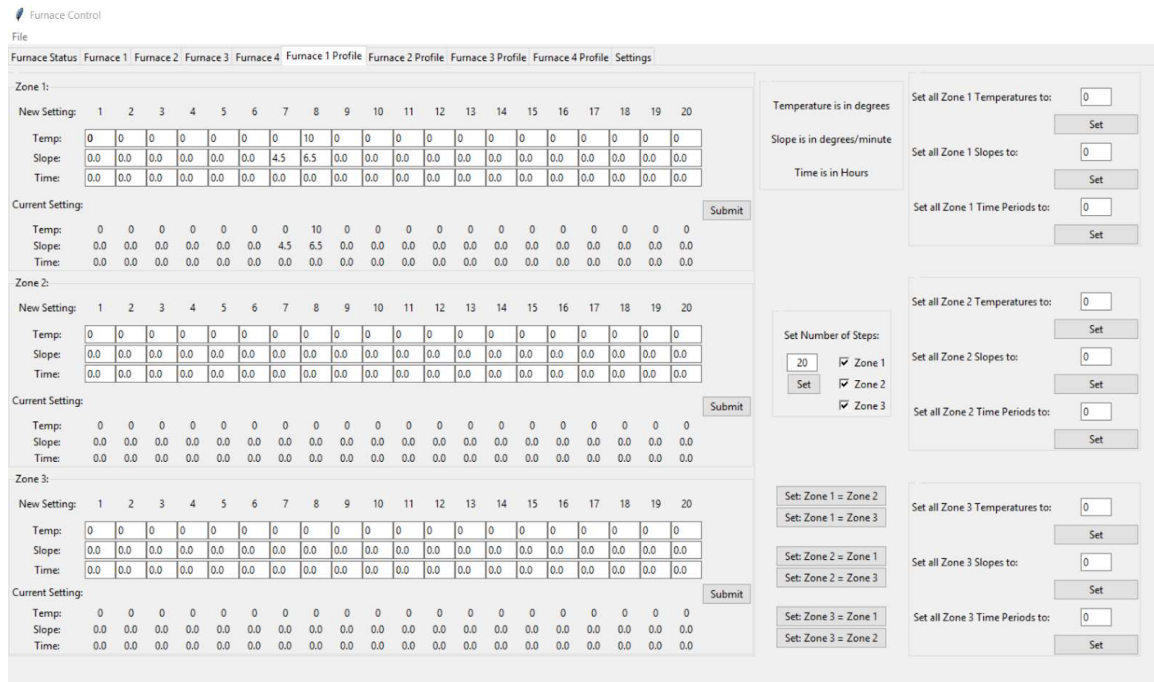 Furnace Control
File
Furnace Status Furnace 1 Furnace 2 Furnace 3 Furnace 4 Furnace 1 Profile Furnace 2 Profile Furnace 3 Profile Furnace 4 Profile Settings
Zone 1:
New Setting: 1 2 3 4 5 6 7 8 9 10 11 12 13 14 15 16 17 18 19 20
Temp: 0 0 0 0 0 0 0 10 0 0 0 0 0 0 0 0 0 0 0 0
Slope: 0.0 0.0 0.0 0.0 0.0 0.0 4.5 6.5 0.0 0.0 0.0 0.0 0.0 0.0 0.0 0.0 0.0 0.0 0.0 0.0
Time: 0.0 0.0 0.0 0.0 0.0 0.0 0.0 0.0 0.0 0.0 0.0 0.0 0.0 0.0 0.0 0.0 0.0 0.0 0.0 0.0
Current Setting:
Submit
Temp: 0 0 0 0 0 0 0 10 0 0 0 0 0 0 0 0 0 0 0 0
Slope: 0.0 0.0 0.0 0.0 0.0 0.0 4.5 6.5 0.0 0.0 0.0 0.0 0.0 0.0 0.0 0.0 0.0 0.0 0.0 0.0
Time: 0.0 0.0 0.0 0.0 0.0 0.0 0.0 0.0 0.0 0.0 0.0 0.0 0.0 0.0 0.0 0.0 0.0 0.0 0.0 0.0
Zone 2:
New Setting: 1 2 3 4 5 6 7 8 9 10 11 12 13 14 15 16 17 18 19 20
Temp: 0 0 0 0 0 0 0 0 0 0 0 0 0 0 0 0 0 0 0 0
Slope: 0.0 0.0 0.0 0.0 0.0 0.0 0.0 0.0 0.0 0.0 0.0 0.0 0.0 0.0 0.0 0.0 0.0 0.0 0.0 0.0
Time: 0.0 0.0 0.0 0.0 0.0 0.0 0.0 0.0 0.0 0.0 0.0 0.0 0.0 0.0 0.0 0.0 0.0 0.0 0.0 0.0
Current Setting:
Submit
Temp: 0 0 0 0 0 0 0 0 0 0 0 0 0 0 0 0 0 0 0 0
Slope: 0.0 0.0 0.0 0.0 0.0 0.0 0.0 0.0 0.0 0.0 0.0 0.0 0.0 0.0 0.0 0.0 0.0 0.0 0.0 0.0
Time: 0.0 0.0 0.0 0.0 0.0 0.0 0.0 0.0 0.0 0.0 0.0 0.0 0.0 0.0 0.0 0.0 0.0 0.0 0.0 0.0
Zone 3:
New Setting: 1 2 3 4 5 6 7 8 9 10 11 12 13 14 15 16 17 18 19 20
Temp: 0 0 0 0 0 0 0 0 0 0 0 0 0 0 0 0 0 0 0 0
Slope: 0.0 0.0 0.0 0.0 0.0 0.0 0.0 0.0 0.0 0.0 0.0 0.0 0.0 0.0 0.0 0.0 0.0 0.0 0.0 0.0
Time: 0.0 0.0 0.0 0.0 0.0 0.0 0.0 0.0 0.0 0.0 0.0 0.0 0.0 0.0 0.0 0.0 0.0 0.0 0.0 0.0
Current Setting:
Submit
Temp: 0 0 0 0 0 0 0 0 0 0 0 0 0 0 0 0 0 0 0 0
Slope: 0.0 0.0 0.0 0.0 0.0 0.0 0.0 0.0 0.0 0.0 0.0 0.0 0.0 0.0 0.0 0.0 0.0 0.0 0.0 0.0
Time: 0.0 0.0 0.0 0.0 0.0 0.0 0.0 0.0 0.0 0.0 0.0 0.0 0.0 0.0 0.0 0.0 0.0 0.0 0.0 0.0
Temperature is in degrees
Slope is in degrees/minute
Time is in Hours
Set Number of Steps:
20 Zone 1
Set Zone 2
Zone 3
Set: Zone 1 = Zone 2
Set: Zone 1 = Zone 3
Set: Zone 2 = Zone 1
Set: Zone 2 = Zone 3
Set: Zone 3 = Zone 1
Set: Zone 3 = Zone 2
Set all Zone 1 Temperatures to: 0
Set
Set all Zone 1 Slopes to: 0
Set
Set all Zone 1 Time Periods to: 0
Set
Set all Zone 2 Temperatures to: 0
Set
Set all Zone 2 Slopes to: 0
Set
Set all Zone 2 Time Periods to: 0
Set
Set all Zone 3 Temperatures to: 0
Set
Set all Zone 3 Slopes to: 0
Set
Set all Zone 3 Time Periods to: 0
Set